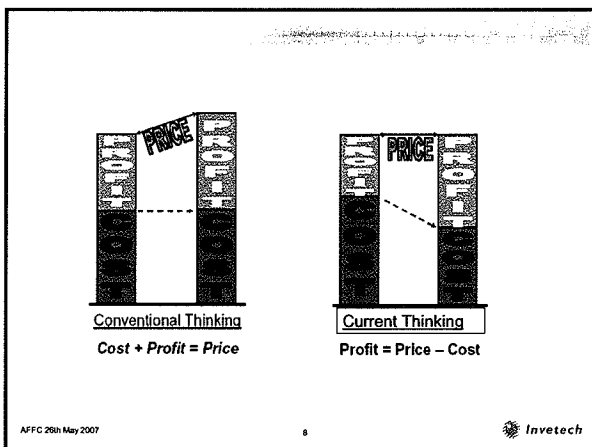 PRICE
PROFIT
COST
PROFIT
COST
Conventional Thinking
Cost + Profit = Price
PRICE
PROFIT
COST
PROFIT
COST
Current Thinking
Profit = Price – Cost
AFFC 26th May 2007
8
Invetech